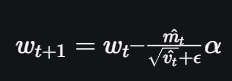 $w_{t+1} = w_t - \frac{\hat{m}_t}{\sqrt{\hat{v}_t}+\epsilon}\alpha$